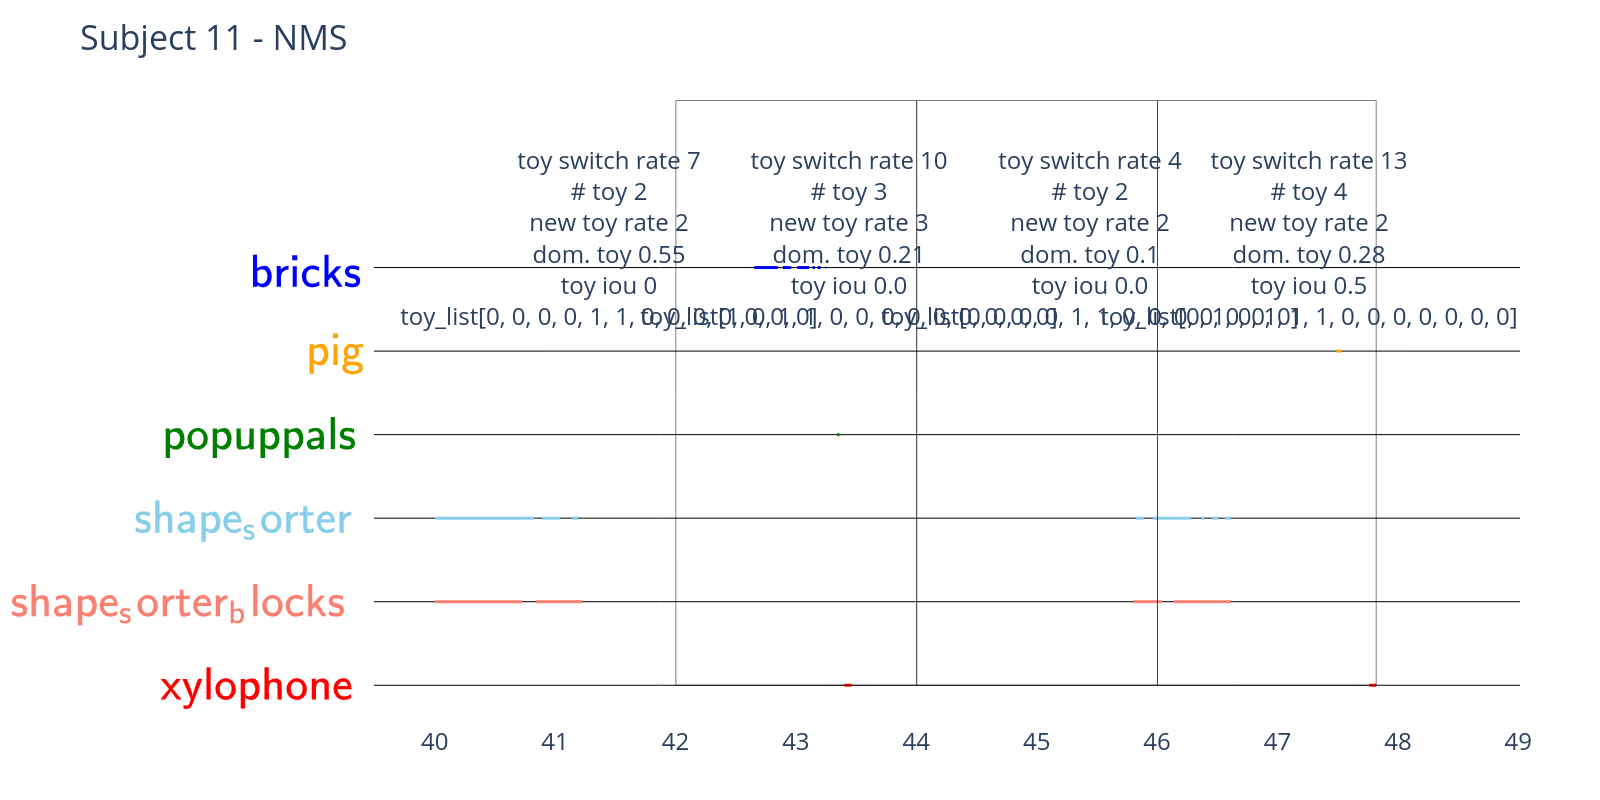 Subject 11 - NMS
toy switch rate 7
# toy 2
new toy rate 2
dom. toy 0.55
toy iou 0
toy_list[0, 0, 0, 0, 1, 1,
toy switch rate 10
# toy 3
new toy rate 3
dom. toy 0.21
toy iou 0.0
toy switch rate 4
# toy 2
new toy rate 2
dom. toy 0.1
toy iou 0.0
toy switch rate 13
# toy 4
new toy rate 2
dom. toy 0.28
toy iou 0.5
1, 0, 0, 0, 0, 0, 0, 0]
bricks
pig
popuppals
shape_sorter
shape_sorter_blocks
xylophone
40 41 42 43 44 45 46 47 48 49